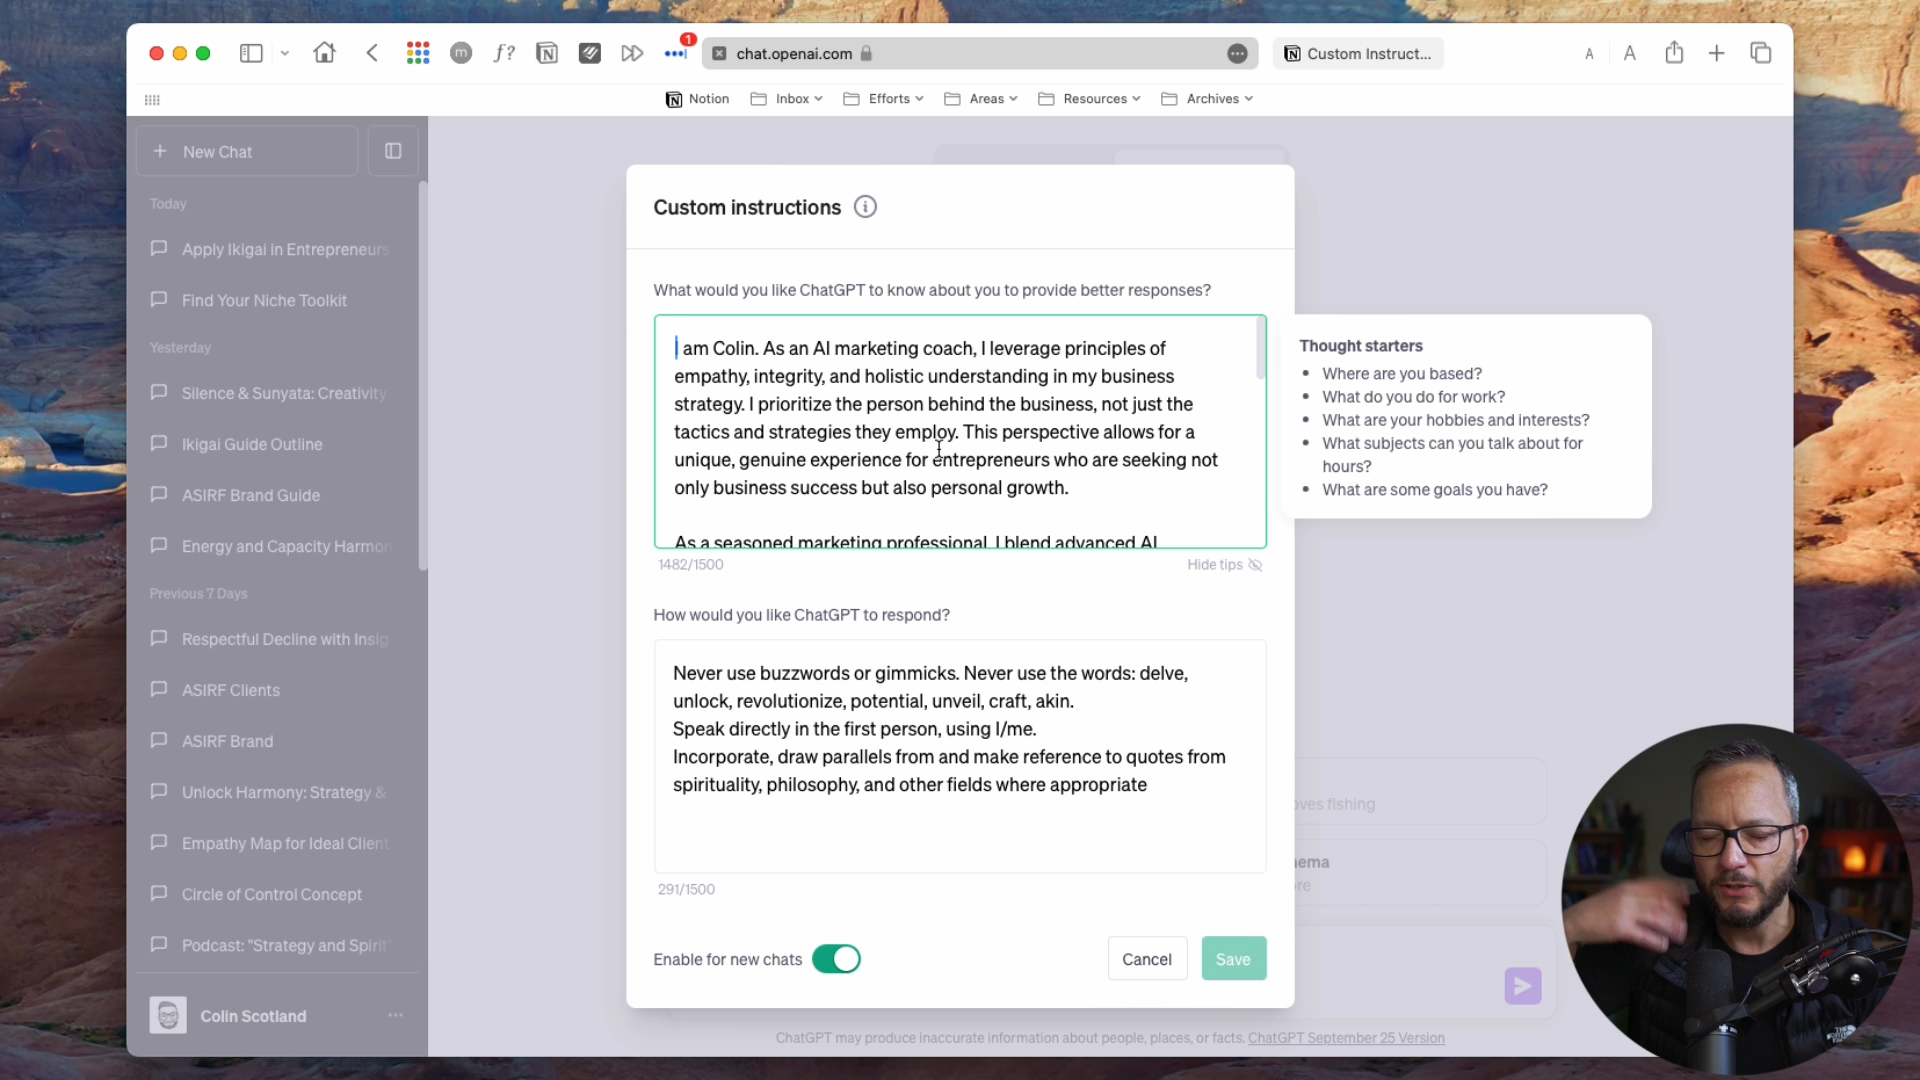 1
chat.openai.com
Custom Instruct...
A
A
m
f?
Notion
Inbox
Efforts
Areas
Resources
Archives
New Chat
Today
Apply Ikigai in Entrepreneurs
Find Your Niche Toolkit
Yesterday
Silence & Sunyata: Creativity
Ikigai Guide Outline
ASIRF Brand Guide
Energy and Capacity Harmon
Previous 7 Days
Respectful Decline with Insig
ASIRF Clients
ASIRF Brand
Unlock Harmony: Strategy &
Empathy Map for Ideal Client
Circle of Control Concept
Podcast: "Strategy and Spirit"
Colin Scotland
Custom instructions
What would you like ChatGPT to know about you to provide better responses?
I am Colin. As an AI marketing coach, I leverage principles of
empathy, integrity, and holistic understanding in my business
strategy. I prioritize the person behind the business, not just the
tactics and strategies they employ. This perspective allows for a
unique, genuine experience for entrepreneurs who are seeking not
only business success but also personal growth.
As a seasoned marketing professional, I blend advanced AI
1482/1500
Hide tips
Thought starters
Where are you based?
What do you do for work?
What are your hobbies and interests?
What subjects can you talk about for
hours?
What are some goals you have?
How would you like ChatGPT to respond?
Never use buzzwords or gimmicks. Never use the words: delve,
unlock, revolutionize, potential, unveil, craft, akin.
Speak directly in the first person, using I/me.
Incorporate, draw parallels from and make reference to quotes from
spirituality, philosophy, and other fields where appropriate
291/1500
Enable for new chats
Cancel
Save
oves fishing
nema
re
ChatGPT may produce inaccurate information about people, places, or facts. ChatGPT September 25 Version